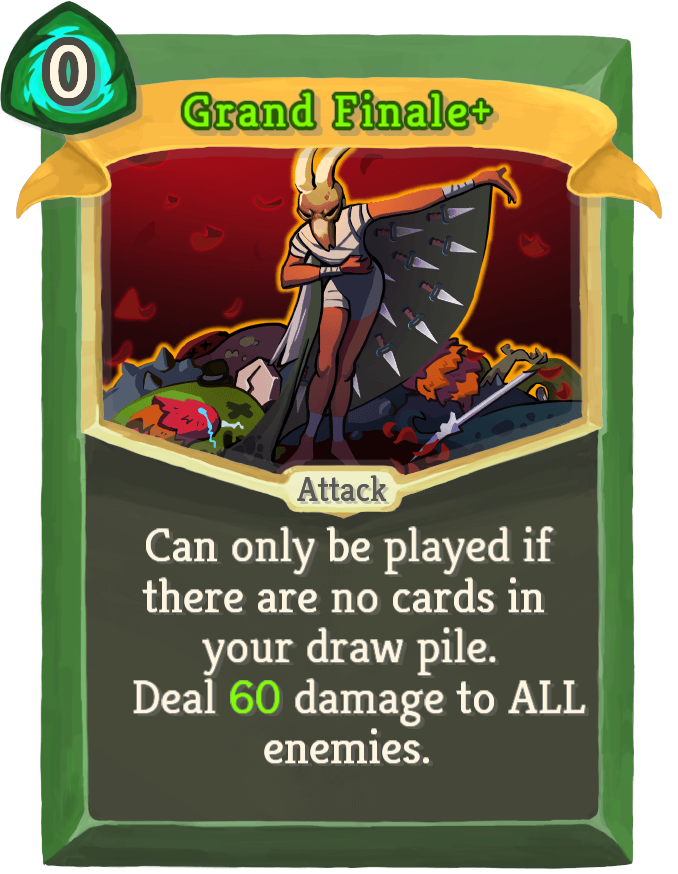 0
Grand Finale+
Attack
Can only be played if
there are no cards in
your draw pile.
Deal 60 damage to ALL
enemies.